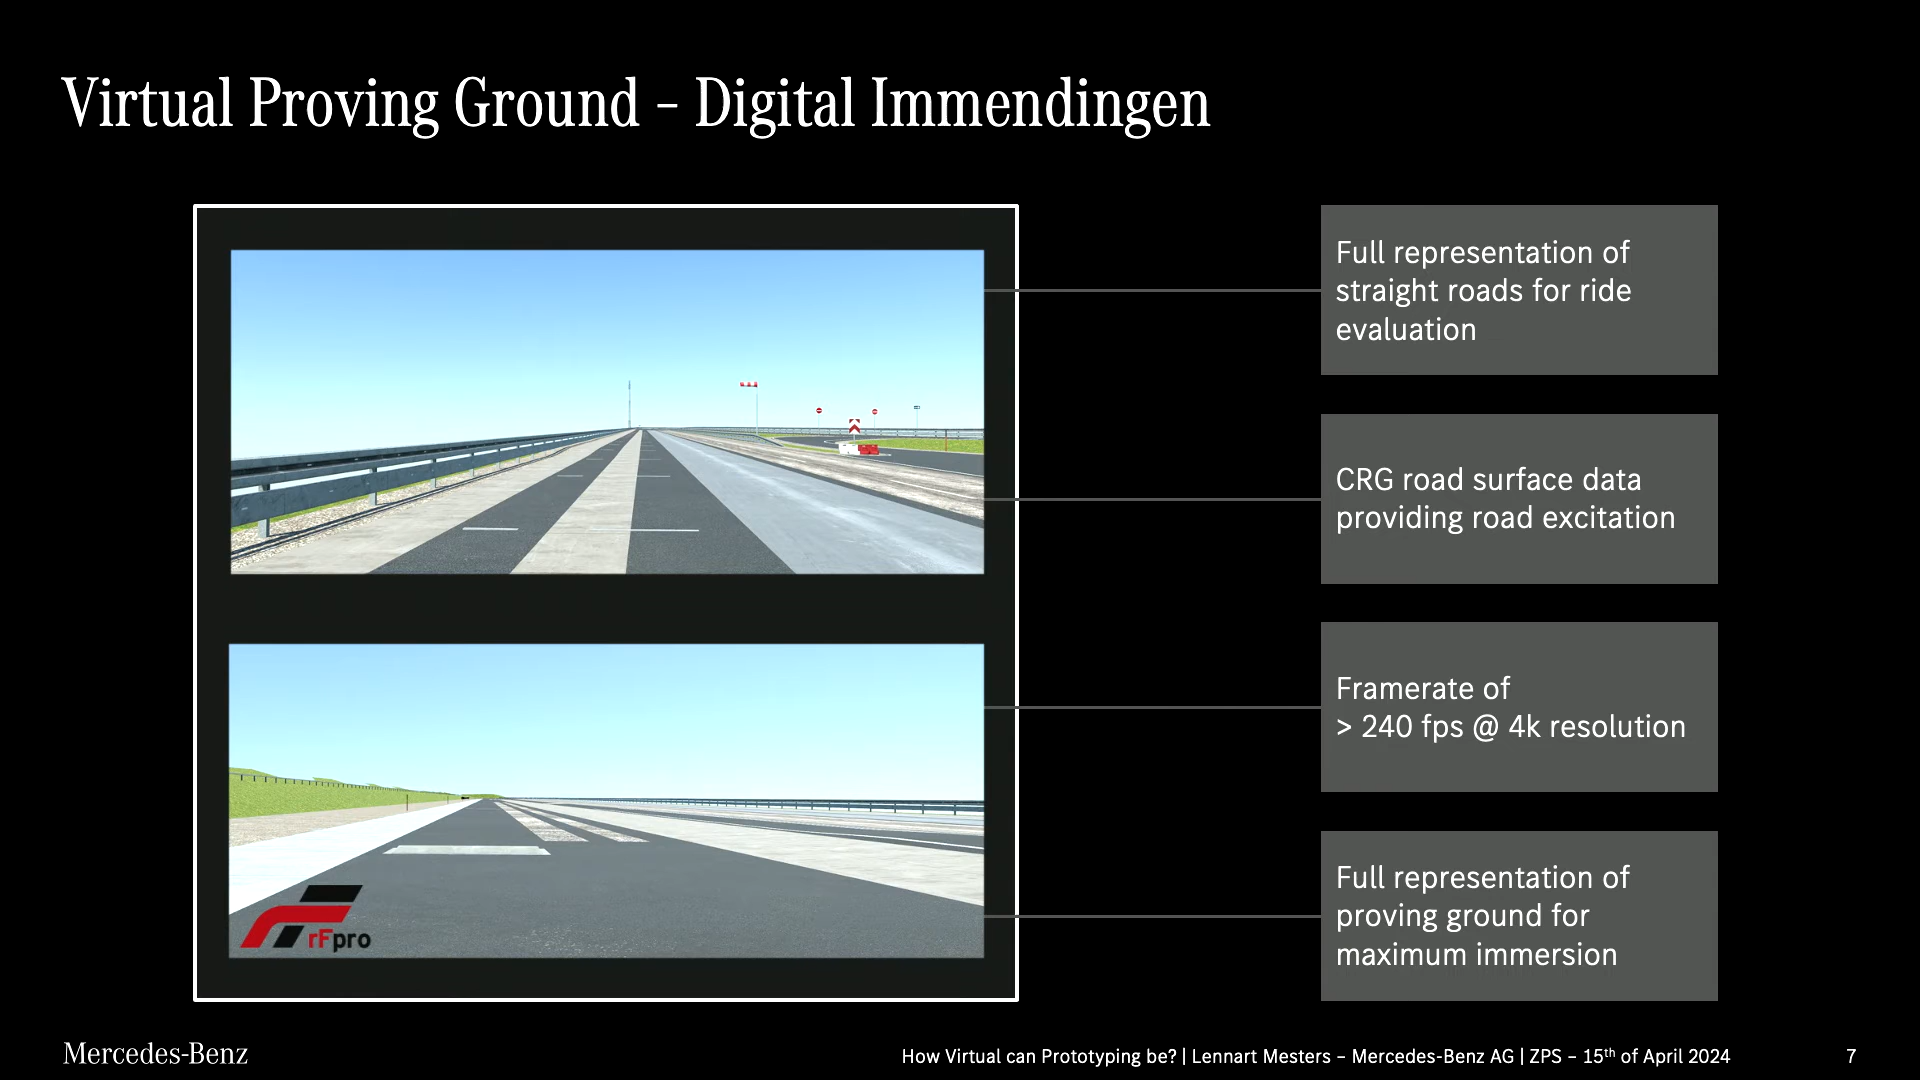 Virtual Proving Ground – Digital Immendingen
Full representation of
straight roads for ride
evaluation
CRG road surface data
providing road excitation
Framerate of
> 240 fps @ 4k resolution
Full representation of
proving ground for
maximum immersion
rFpro
Mercedes-Benz
How Virtual can Prototyping be? | Lennart Mesters – Mercedes-Benz AG | ZPS – 15th of April 2024
7